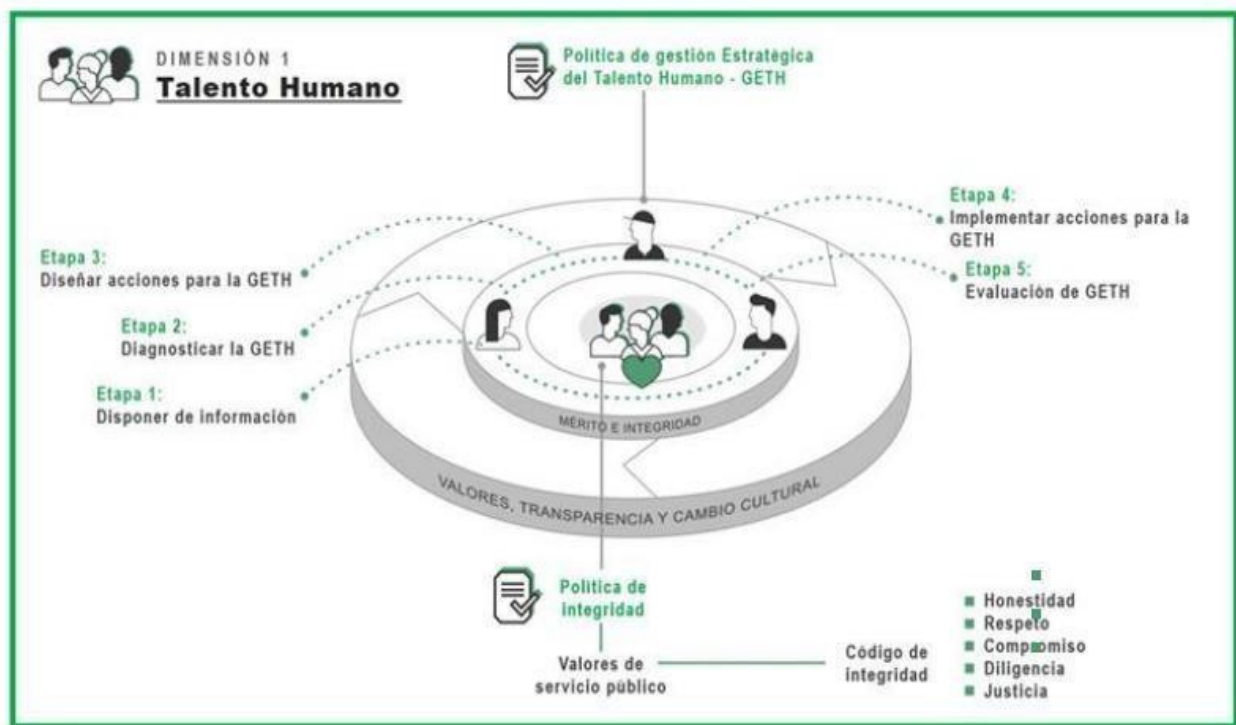 DIMENSIÓN 1
Talento Humano
Política de gestión Estratégica
del Talento Humano - GETH
Etapa 4:
Implementar acciones para la
GETH
Etapa 3:
Diseñar acciones para la GETH
Etapa 5:
Evaluación de GETH
Etapa 2:
Diagnosticar la GETH
Etapa 1:
Disponer de información
MÉRITO E INTEGRIDAD
VALORES, TRANSPARENCIA Y CAMBIO CULTURAL
Política de
integridad
Valores de
servicio público
Código de
integridad
Honestidad
Respeto
Compromiso
Diligencia
Justicia